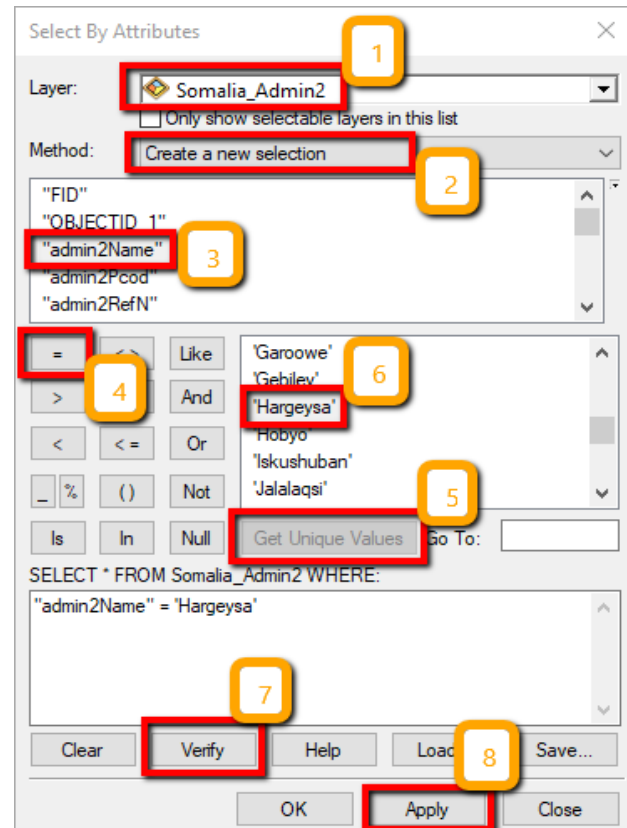 Select By Attributes
1
Layer: Somalia_Admin2
Only show selectable layers in this list
Method: Create a new selection
2
"FID"
"OBJECTID_1"
"admin2Name"
3
"admin2Pcod"
"admin2RefN"
= Like
4
> And
< <= Or
_ % () Not
Is In Null
'Garoowe'
6
'Gebiley'
'Hargeysa'
'Hobyo'
'Iskushuban'
'Jalalaqsi'
5
Get Unique Values Go To:
SELECT * FROM Somalia_Admin2 WHERE:
"admin2Name" = 'Hargeysa'
7
Clear Verify Help Save...
8
OK Apply Close